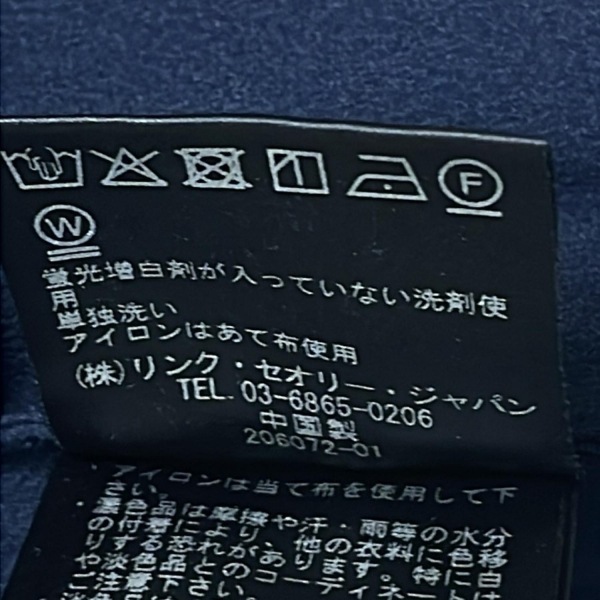 F
W
蛍光増白剤が入っていない洗剤使
用
単独洗い
アイロンはあて布使用
(株)リンク・セオリー・ジャパン
TEL. 03-6865-0206
中国製
206072-01
・アイロンは当て布を使用して下
さい。
・濃色品は摩擦や汗・雨等の水分
の付着により、他の衣料に色移
りする恐れがあります。特に白
や淡色品とのコーディネートは
ご注意下さい。